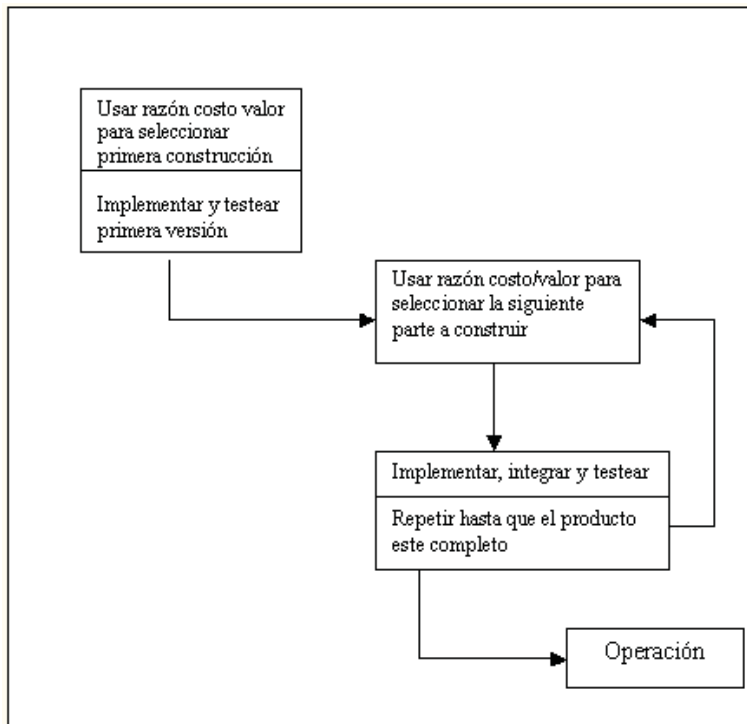 Usar razón costo valor
para seleccionar
primera construcción
Implementar y testear
primera versión
Usar razón costo/valor para
seleccionar la siguiente
parte a construir
Implementar, integrar y testear
Repetir hasta que el producto
este completo
Operación